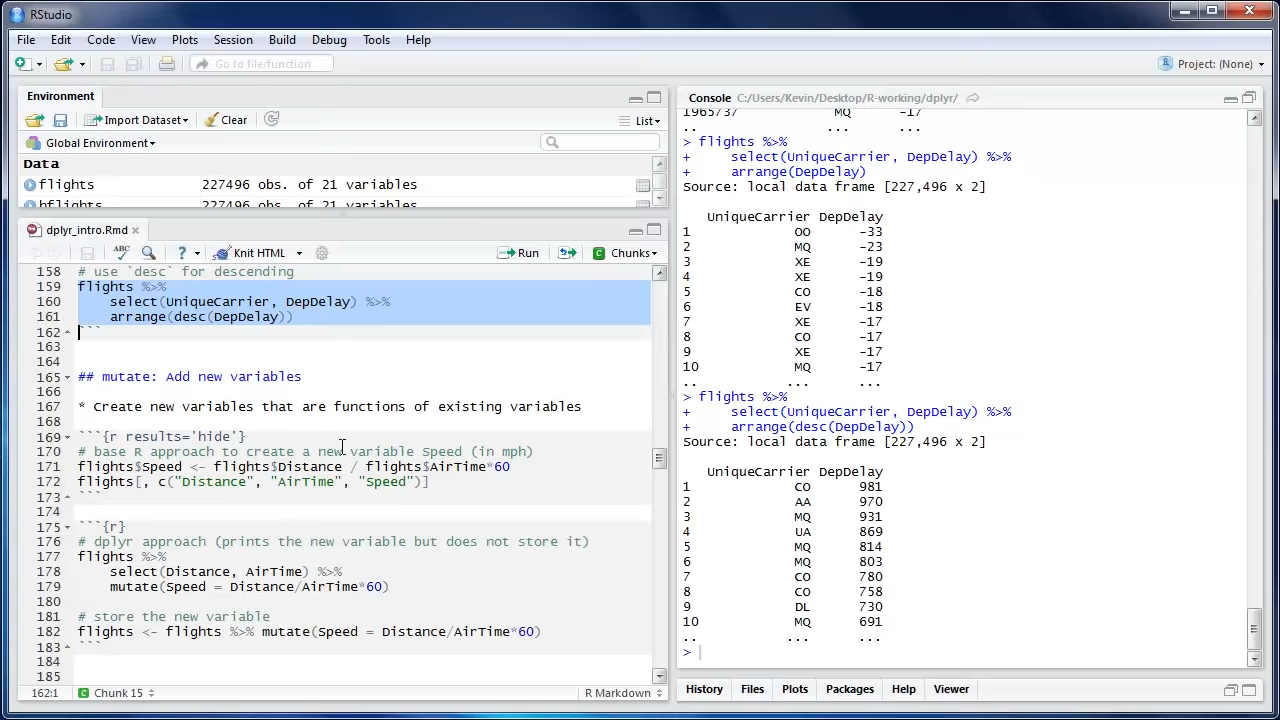 RStudio
File Edit Code View Plots Session Build Debug Tools Help
Go to file/function
Project: (None)
Environment
Import Dataset
Clear
List
Global Environment
Data
flights 227496 obs. of 21 variables
hflights 227496 obs. of 21 variables
dplyr_intro.Rmd
ABC
?
Knit HTML
Run
Chunks
158 # use `desc` for descending
159 flights %>%
160 select(UniqueCarrier, DepDelay) %>%
161 arrange(desc(DepDelay))
162 ```
163
164
165 ## mutate: Add new variables
166
167 * Create new variables that are functions of existing variables
168
169 ```{r results='hide'}
170 # base R approach to create a new variable Speed (in mph)
171 flights$Speed <- flights$Distance / flights$AirTime*60
172 flights[, c("Distance", "AirTime", "Speed")]
173 ```
174
175 ```{r}
176 # dplyr approach (prints the new variable but does not store it)
177 flights %>%
178 select(Distance, AirTime) %>%
179 mutate(Speed = Distance/AirTime*60)
180
181 # store the new variable
182 flights <- flights %>% mutate(Speed = Distance/AirTime*60)
183 ```
184
185
162:1 Chunk 15 R Markdown
Console C:/Users/Kevin/Desktop/R-working/dplyr/
1965737 MQ -17
.. ... ...
> flights %>%
+ select(UniqueCarrier, DepDelay) %>%
+ arrange(DepDelay)
Source: local data frame [227,496 x 2]
UniqueCarrier DepDelay
1 OO -33
2 MQ -23
3 XE -19
4 XE -19
5 CO -18
6 EV -18
7 XE -17
8 CO -17
9 XE -17
10 MQ -17
.. ... ...
> flights %>%
+ select(UniqueCarrier, DepDelay) %>%
+ arrange(desc(DepDelay))
Source: local data frame [227,496 x 2]
UniqueCarrier DepDelay
1 CO 981
2 AA 970
3 MQ 931
4 UA 869
5 MQ 814
6 MQ 803
7 CO 780
8 CO 758
9 DL 730
10 MQ 691
.. ... ...
>
History Files Plots Packages Help Viewer